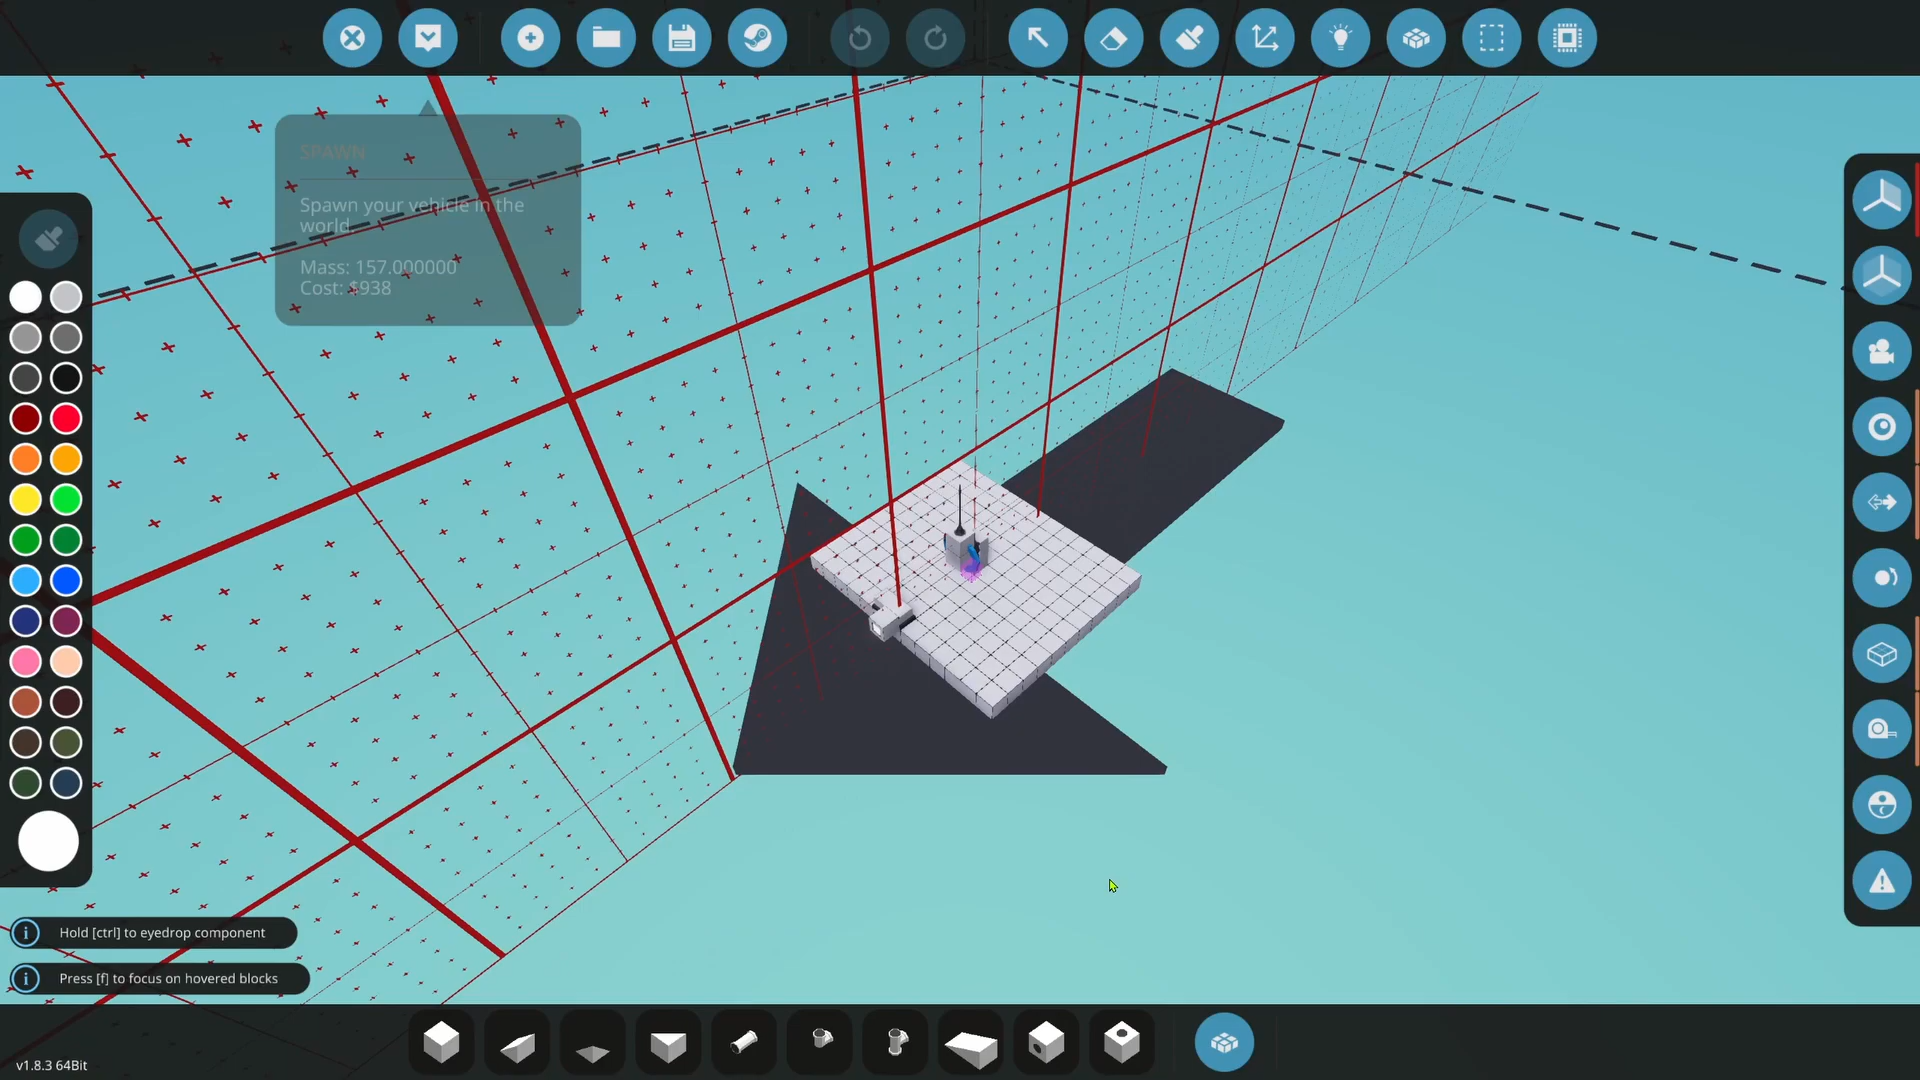 SPAWN
Spawn your vehicle in the
world.
Mass: 157.000000
Cost: $938
Hold [ctrl] to eyedrop component
Press [f] to focus on hovered blocks
v1.8.3 64Bit